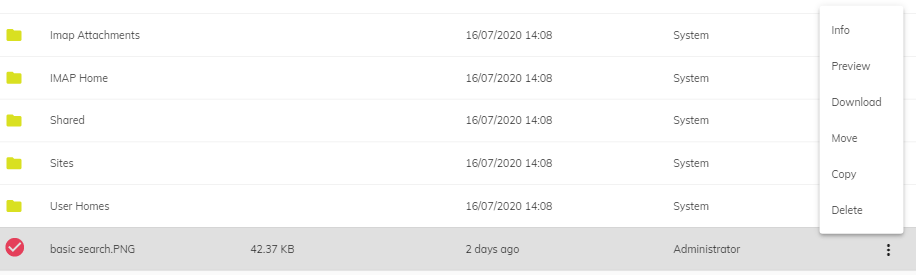 Imap Attachments 16/07/2020 14:08 System
IMAP Home 16/07/2020 14:08 System
Shared 16/07/2020 14:08 System
Sites 16/07/2020 14:08 System
User Homes 16/07/2020 14:08 System
basic search.PNG 42.37 KB 2 days ago Administrator
Info
Preview
Download
Move
Copy
Delete